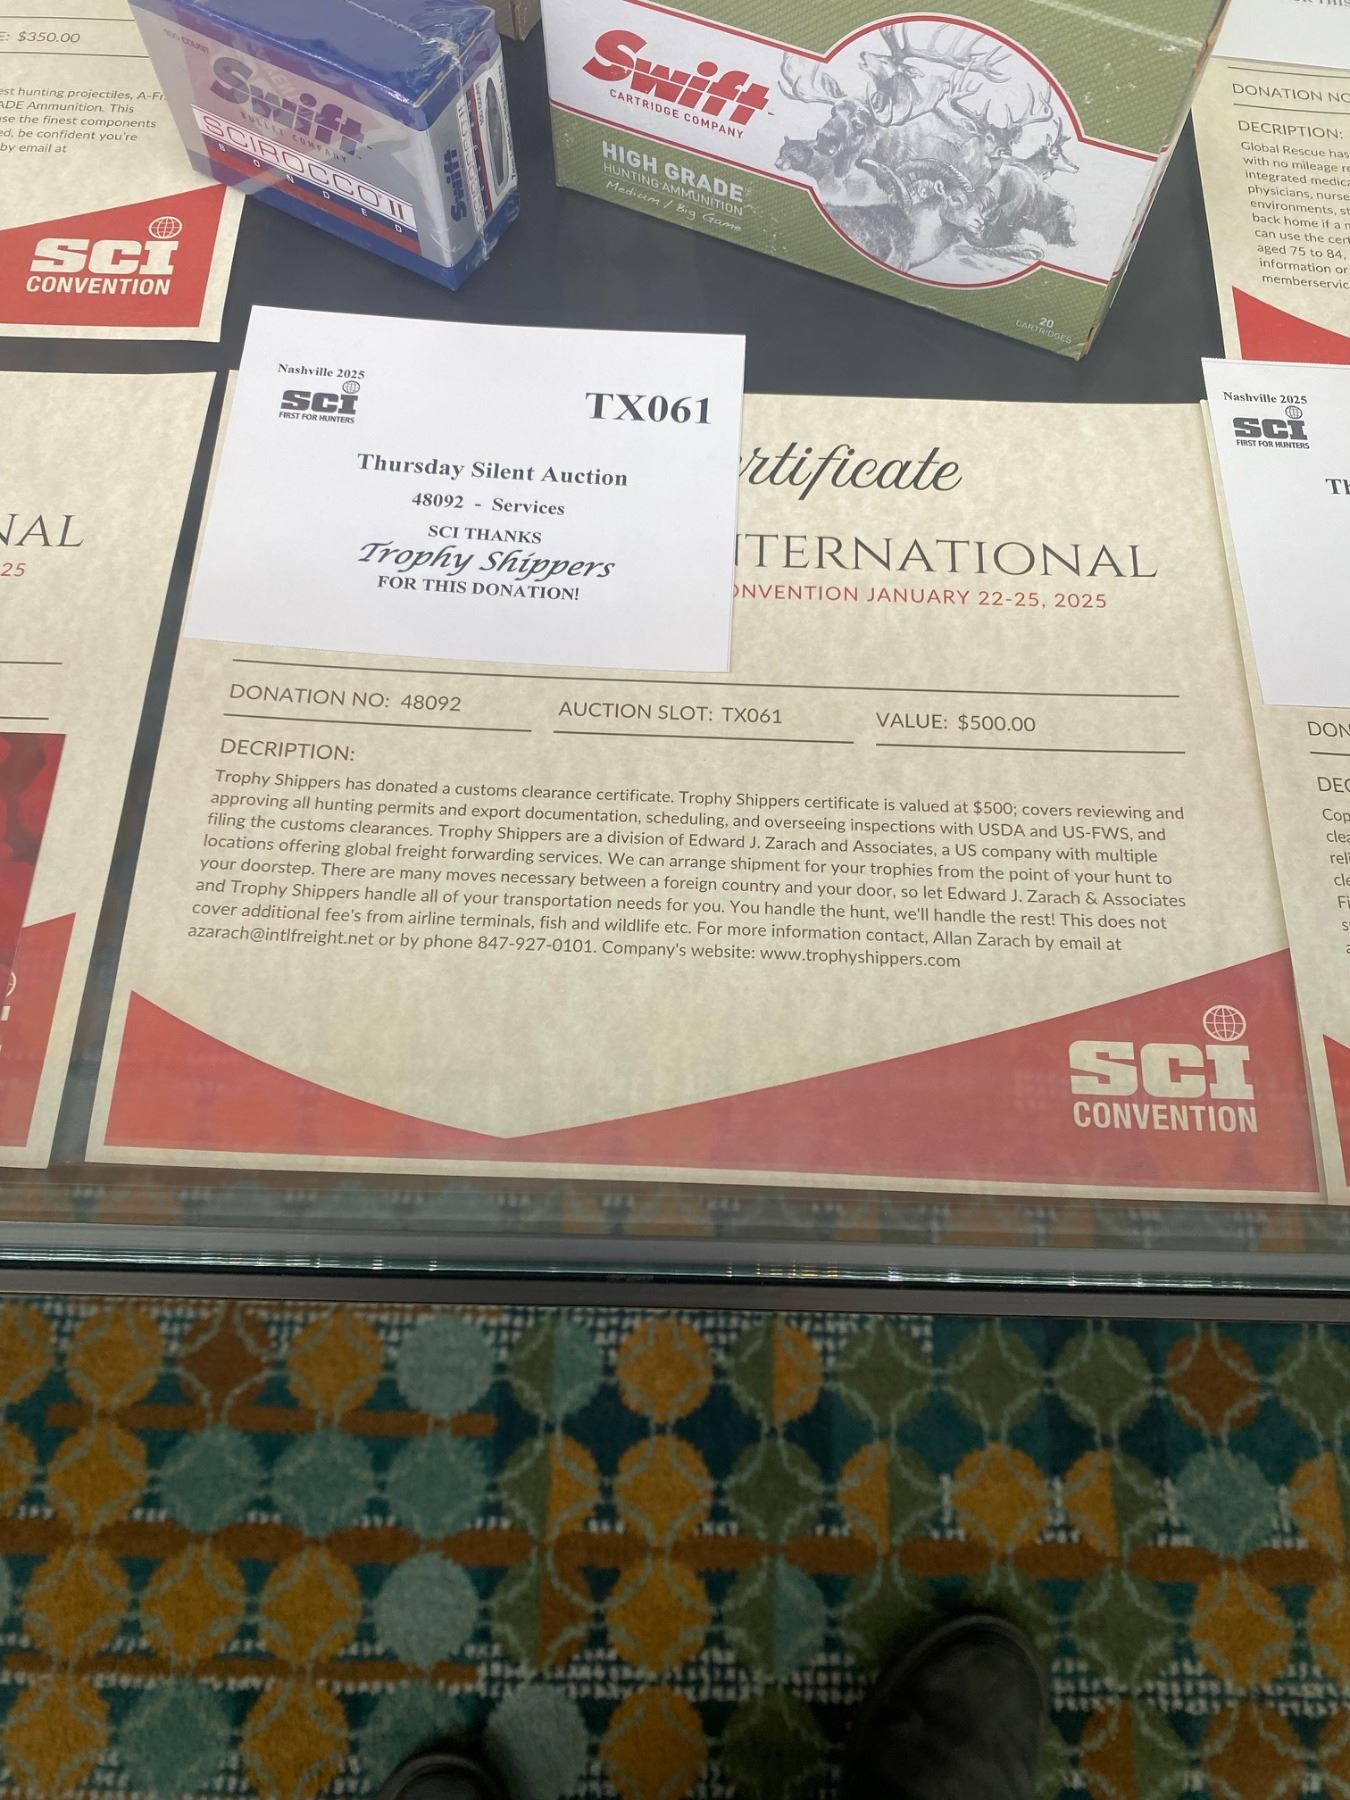 E: $350.00
est hunting projectiles, A-Fr
ADE Ammunition. This
use the finest components
ed, be confident you're
by email at
SCI
CONVENTION
100 COUNT
Swift
BULLET COMPANY
SCIROCCO II
BONDED
Swift
Swift
CARTRIDGE COMPANY
HIGH GRADE
HUNTING AMMUNITION
Medium / Big Game
20
CARTRIDGES
DONATION NO
DECRIPTION:
Global Rescue has
with no mileage re
integrated medica
physicians, nurse
environments, st
back home if a m
can use the cert
aged 75 to 84,
information or
memberservic
NAL
25
Nashville 2025
SCI
FIRST FOR HUNTERS
TX061
Thursday Silent Auction
48092 - Services
SCI THANKS
Trophy Shippers
FOR THIS DONATION!
rtificate
TERNATIONAL
ONVENTION JANUARY 22-25, 2025
DONATION NO: 48092
AUCTION SLOT: TX061
VALUE: $500.00
DECRIPTION:
Trophy Shippers has donated a customs clearance certificate. Trophy Shippers certificate is valued at $500; covers reviewing and
approving all hunting permits and export documentation, scheduling, and overseeing inspections with USDA and US-FWS, and
filing the customs clearances. Trophy Shippers are a division of Edward J. Zarach and Associates, a US company with multiple
locations offering global freight forwarding services. We can arrange shipment for your trophies from the point of your hunt to
your doorstep. There are many moves necessary between a foreign country and your door, so let Edward J. Zarach & Associates
and Trophy Shippers handle all of your transportation needs for you. You handle the hunt, we'll handle the rest! This does not
cover additional fee's from airline terminals, fish and wildlife etc. For more information contact, Allan Zarach by email at
azarach@intlfreight.net or by phone 847-927-0101. Company's website: www.trophyshippers.com
SCI
CONVENTION
Nashville 2025
SCI
FIRST FOR HUNTERS
Th
DON
DEC
Cop
clea
reli
cle
Fi